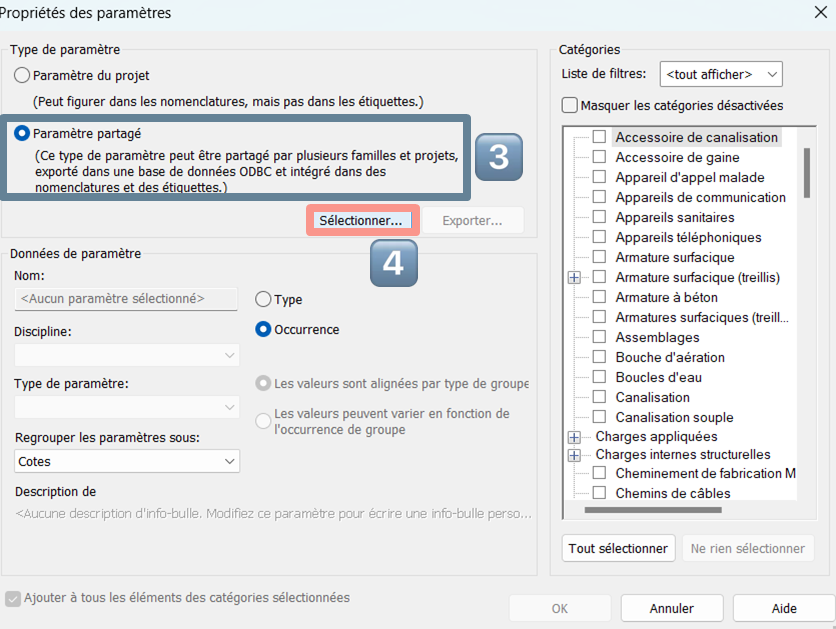 Propriétés des paramètres
Type de paramètre
Paramètre du projet
(Peut figurer dans les nomenclatures, mais pas dans les étiquettes.)
Paramètre partagé
(Ce type de paramètre peut être partagé par plusieurs familles et projets,
exporté dans une base de données ODBC et intégré dans des
nomenclatures et des étiquettes.)
3
Sélectionner...
Exporter...
4
Données de paramètre
Nom:
<Aucun paramètre sélectionné>
Type
Discipline:
Occurrence
Type de paramètre:
Les valeurs sont alignées par type de groupe
Les valeurs peuvent varier en fonction de
l'occurrence de groupe
Regrouper les paramètres sous:
Cotes
Description de
<Aucune description d'info-bulle. Modifiez ce paramètre pour écrire une info-bulle perso...
Ajouter à tous les éléments des catégories sélectionnées
Catégories
Liste de filtres:
<tout afficher>
Masquer les catégories désactivées
Accessoire de canalisation
Accessoire de gaine
Appareil d'appel malade
Appareils de communication
Appareils sanitaires
Appareils téléphoniques
Armature surfacique
Armature surfacique (treillis)
Armature à béton
Armatures surfaciques (treill...
Assemblages
Bouche d'aération
Boucles d'eau
Canalisation
Canalisation souple
Charges appliquées
Charges internes structurelles
Cheminement de fabrication M
Chemins de câbles
Tout sélectionner
Ne rien sélectionner
OK
Annuler
Aide